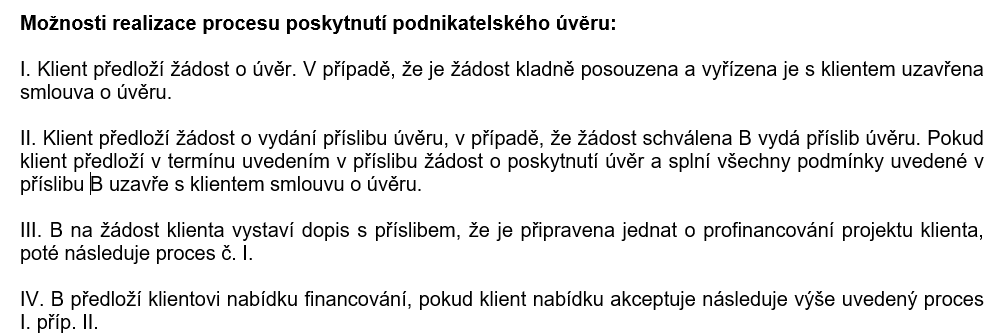 Možnosti realizace procesu poskytnutí podnikatelského úvěru:
I. Klient předloží žádost o úvěr. V případě, že je žádost kladně posouzena a vyřízena je s klientem uzavřena
smlouva o úvěru.
II. Klient předloží žádost o vydání příslibu úvěru, v případě, že žádost schválena B vydá příslib úvěru. Pokud
klient předloží v termínu uvedením v příslibu žádost o poskytnutí úvěr a splní všechny podmínky uvedené v
příslibu B uzavře s klientem smlouvu o úvěru.
III. B na žádost klienta vystaví dopis s příslibem, že je připravena jednat o profinancování projektu klienta,
poté následuje proces č. I.
IV. B předloží klientovi nabídku financování, pokud klient nabídku akceptuje následuje výše uvedený proces
I. příp. II.